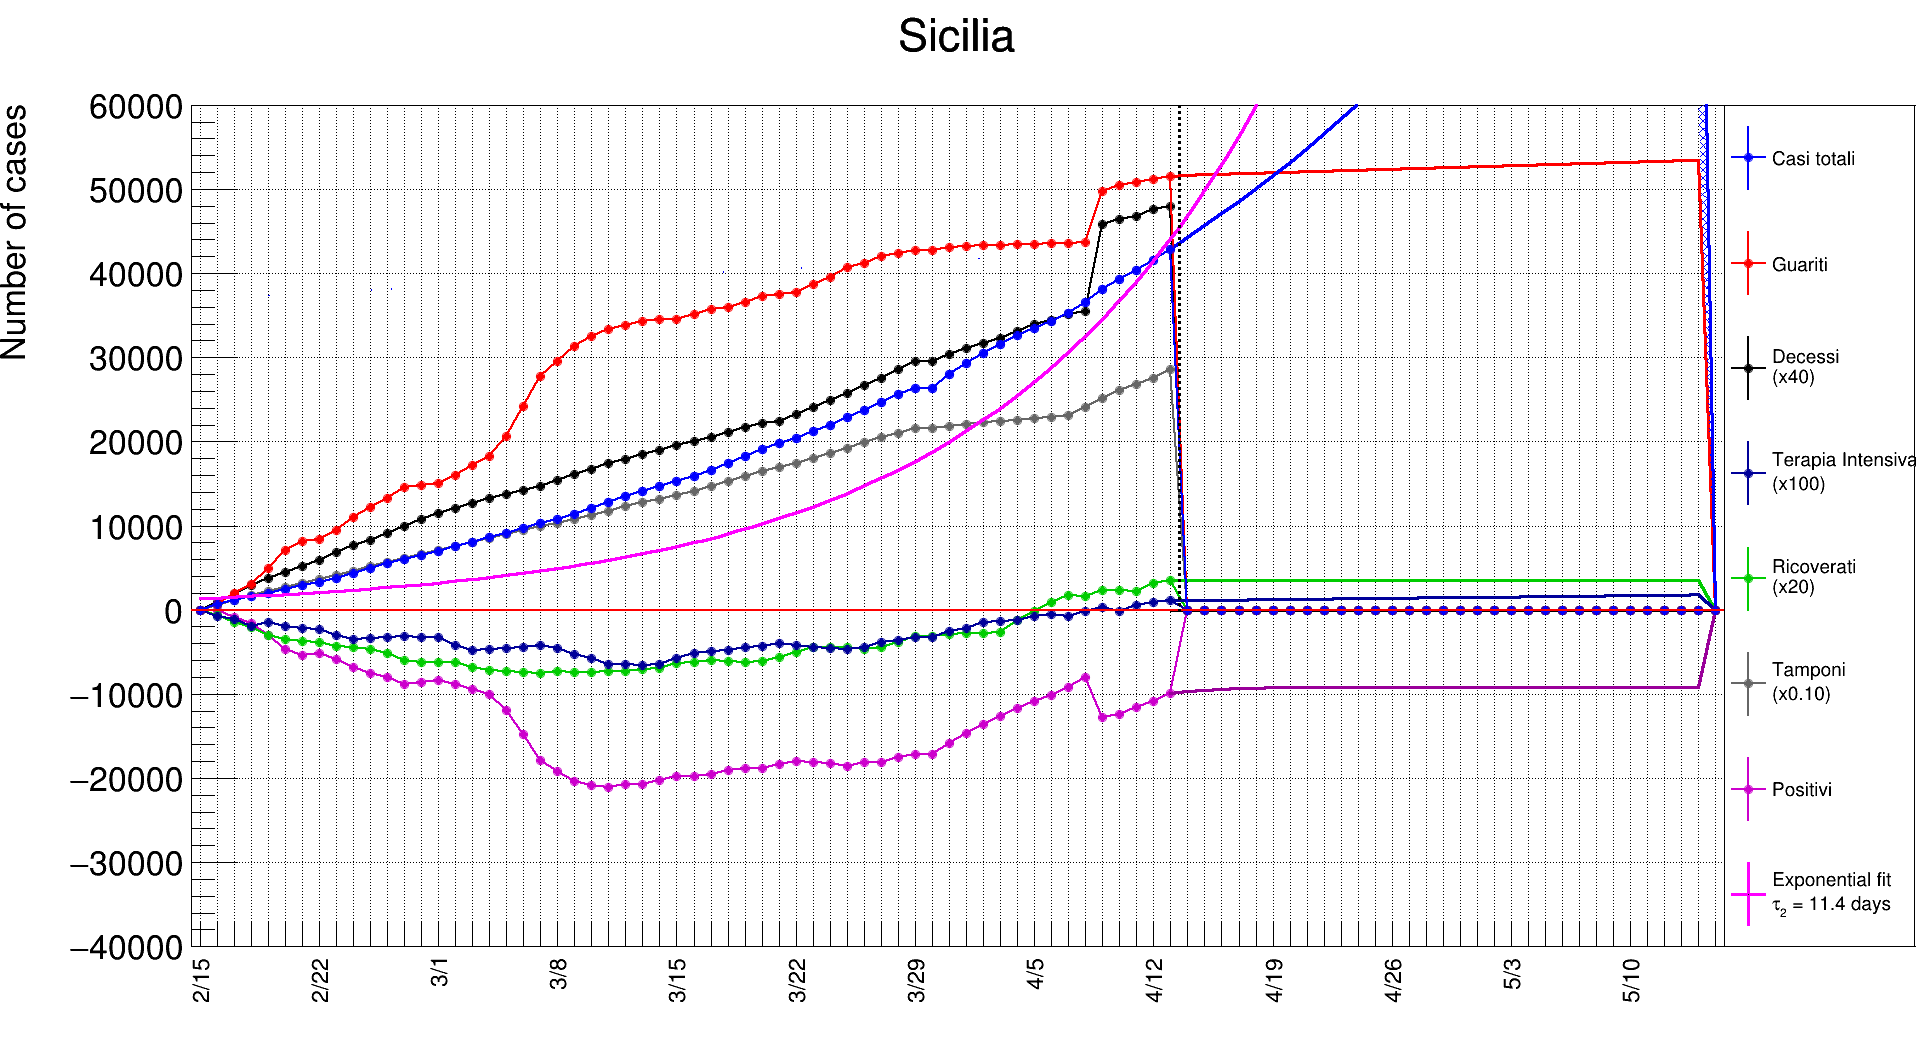 Sicilia
Number of cases
60000
50000
40000
30000
20000
10000
0
−10000
−20000
−30000
−40000
2/15
2/22
3/1
3/8
3/15
3/22
3/29
4/5
4/12
4/19
4/26
5/3
5/10
Casi totali
Guariti
Decessi
(x40)
Terapia Intensiva
(x100)
Ricoverati
(x20)
Tamponi
(x0.10)
Positivi
Exponential fit
τ2 = 11.4 days